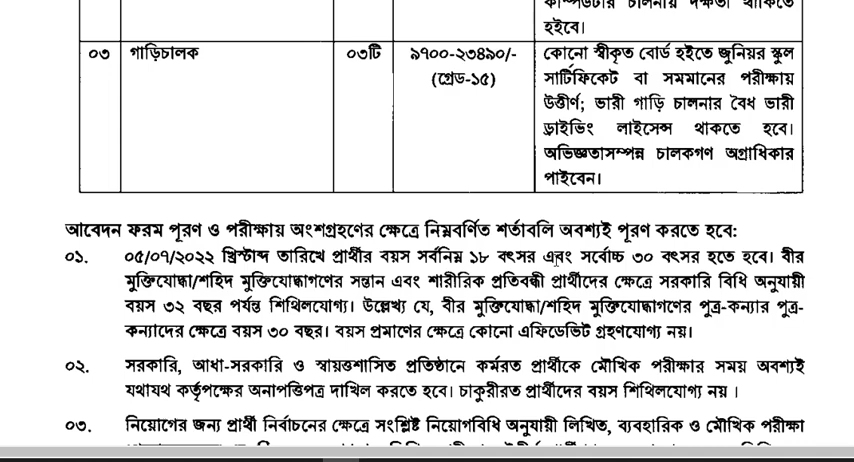 কম্পিউটার চালনায় দক্ষতা থাকিতে
হইবে।
০৩ গাড়িচালক ০৩টি ৯৭০০-২৩৪৯০/- কোনো স্বীকৃত বোর্ড হইতে জুনিয়র স্কুল
(গ্রেড-১৫) সার্টিফিকেট বা সমমানের পরীক্ষায়
উত্তীর্ণ; ভারী গাড়ি চালনার বৈধ ভারী
ড্রাইভিং লাইসেন্স থাকতে হবে।
অভিজ্ঞতাসম্পন্ন চালকগণ অগ্রাধিকার
পাইবেন।
আবেদন ফরম পূরণ ও পরীক্ষায় অংশগ্রহণের ক্ষেত্রে নিম্নবর্ণিত শর্তাবলি অবশ্যই পূরণ করতে হবে:
০১. ০৫/০৭/২০২২ খ্রিস্টাব্দ তারিখে প্রার্থীর বয়স সর্বনিম্ন ১৮ বৎসর এবং সর্বোচ্চ ৩০ বৎসর হতে হবে। বীর
মুক্তিযোদ্ধা/শহিদ মুক্তিযোদ্ধাগণের সন্তান এবং শারীরিক প্রতিবন্ধী প্রার্থীদের ক্ষেত্রে সরকারি বিধি অনুযায়ী
বয়স ৩২ বছর পর্যন্ত শিথিলযোগ্য। উল্লেখ্য যে, বীর মুক্তিযোদ্ধা/শহিদ মুক্তিযোদ্ধাগণের পুত্র-কন্যার পুত্র-
কন্যাদের ক্ষেত্রে বয়স ৩০ বছর। বয়স প্রমাণের ক্ষেত্রে কোনো এফিডেভিট গ্রহণযোগ্য নয়।
০২. সরকারি, আধা-সরকারি ও স্বায়ত্তশাসিত প্রতিষ্ঠানে কর্মরত প্রার্থীকে মৌখিক পরীক্ষার সময় অবশ্যই
যথাযথ কর্তৃপক্ষের অনাপত্তিপত্র দাখিল করতে হবে। চাকুরীরত প্রার্থীদের বয়স শিথিলযোগ্য নয় ।
০৩. নিয়োগের জন্য প্রার্থী নির্বাচনের ক্ষেত্রে সংশ্লিষ্ট নিয়োগবিধি অনুযায়ী লিখিত, ব্যবহারিক ও মৌখিক পরীক্ষা